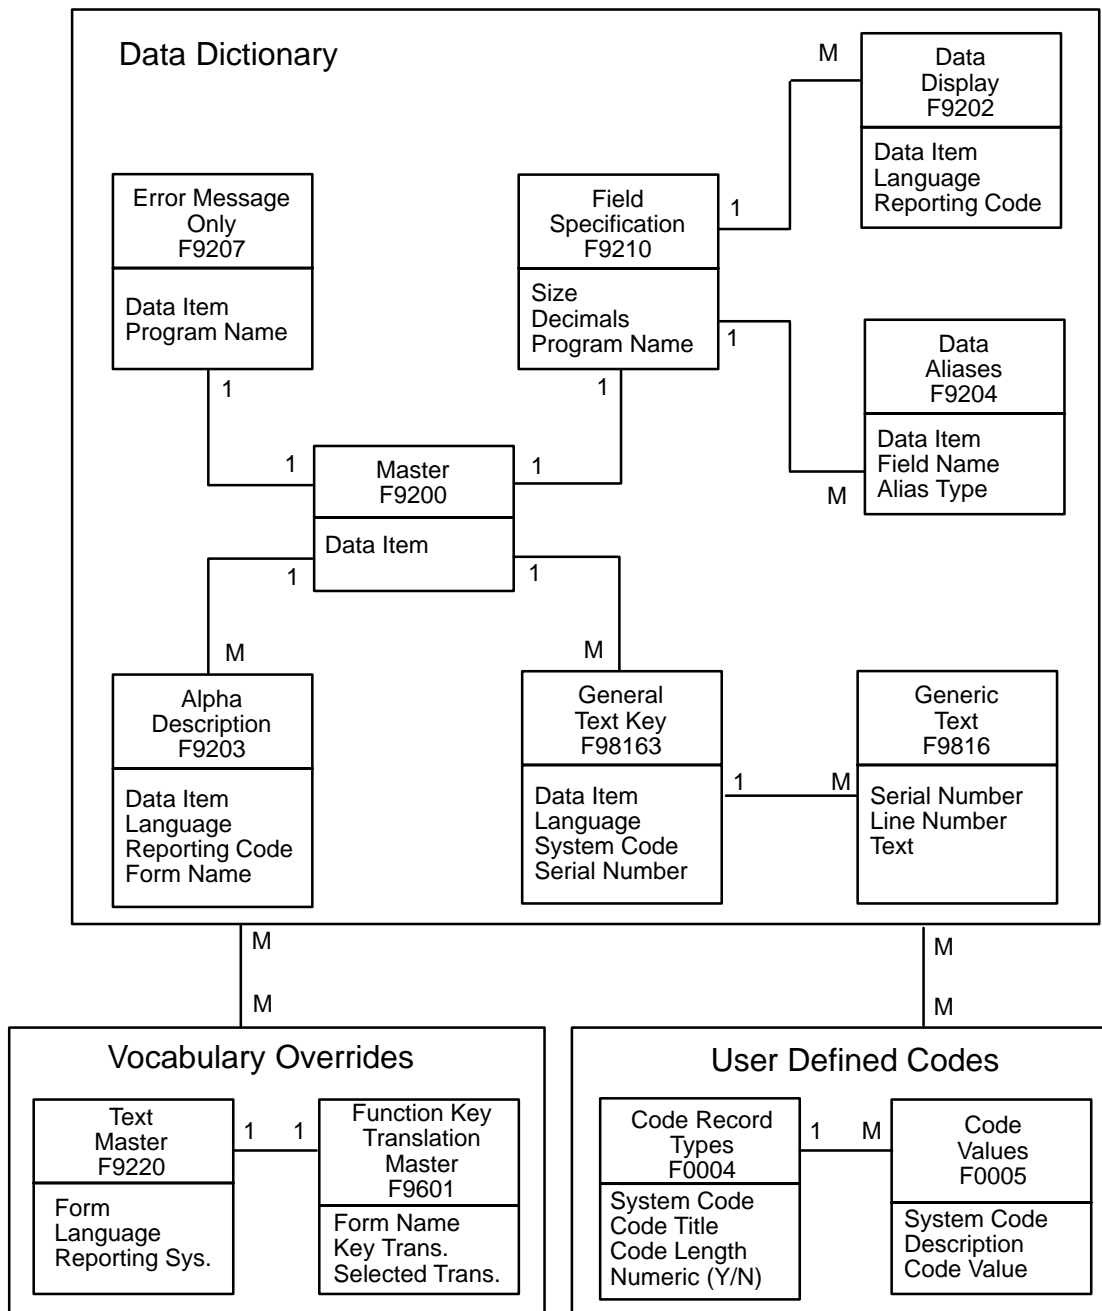 Data Dictionary
M
Data
Display
F9202
Data Item
Language
Reporting Code
Error Message
Only
F9207
Data Item
Program Name
1
Field
Specification
F9210
Size
Decimals
Program Name
1
1
1
Data
Aliases
F9204
Data Item
Field Name
Alias Type
M
1
Master
F9200
1
Data Item
1
1
M
M
Alpha
Description
F9203
Data Item
Language
Reporting Code
Form Name
General
Text Key
F98163
Data Item
Language
System Code
Serial Number
1
M
Generic
Text
F9816
Serial Number
Line Number
Text
M
M
M
M
Vocabulary Overrides
Text
Master
F9220
Form
Language
Reporting Sys.
1
1
Function Key
Translation
Master
F9601
Form Name
Key Trans.
Selected Trans.
User Defined Codes
Code Record
Types
F0004
System Code
Code Title
Code Length
Numeric (Y/N)
1
M
Code
Values
F0005
System Code
Description
Code Value